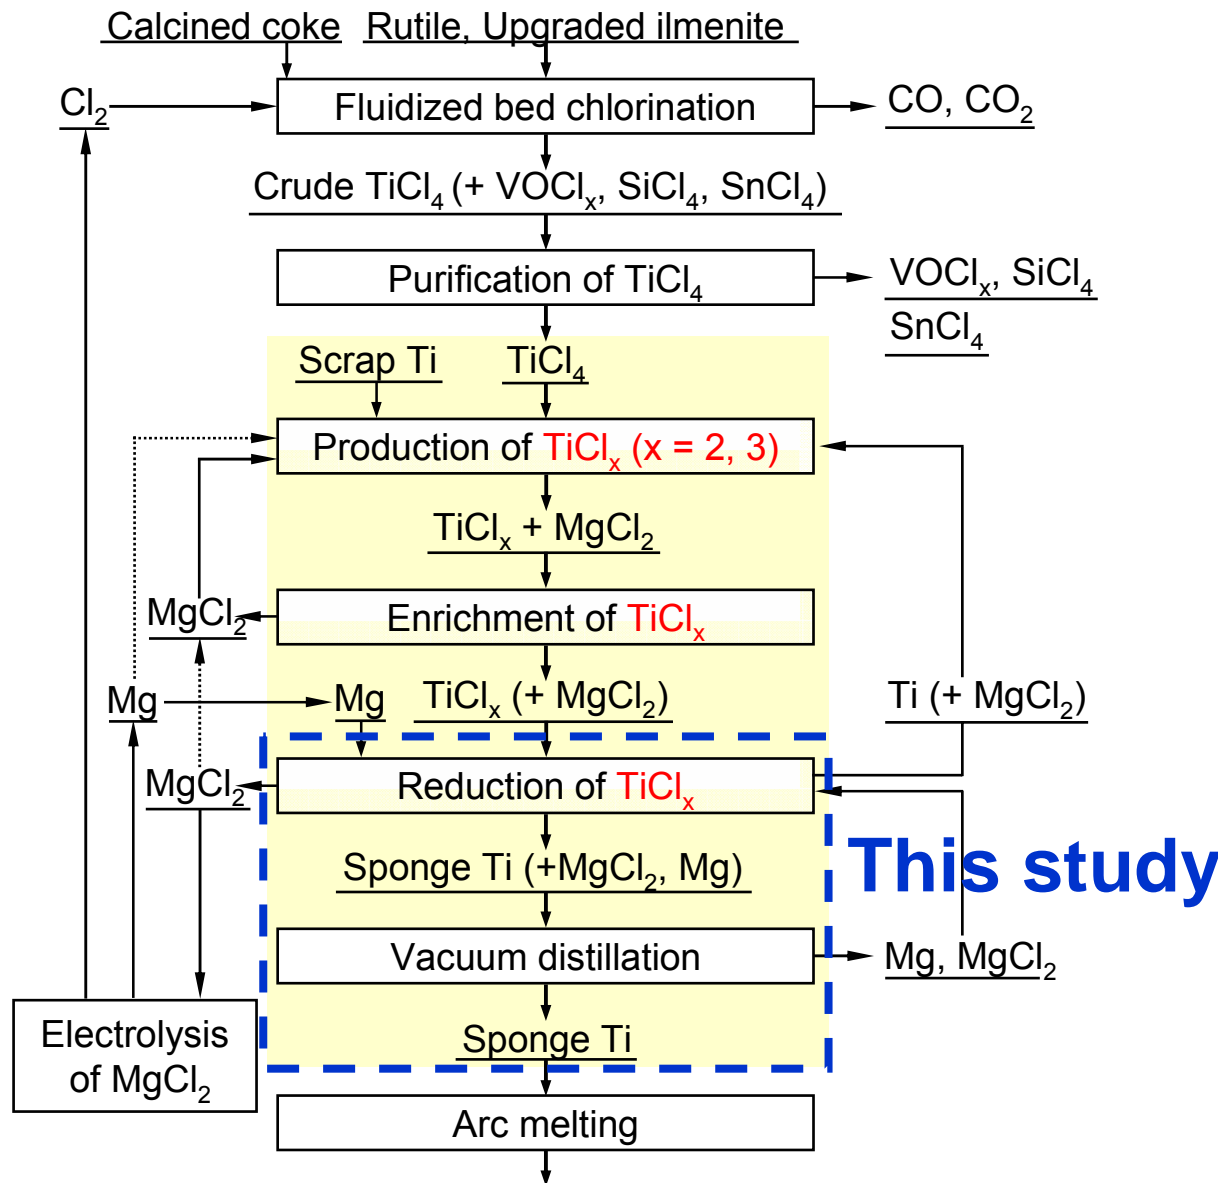 Calcined coke
Rutile, Upgraded ilmenite
Cl₂
Fluidized bed chlorination
CO, CO₂
Crude TiCl₄ (+ VOClₓ, SiCl₄, SnCl₄)
Purification of TiCl₄
VOClₓ, SiCl₄
SnCl₄
Scrap Ti
TiCl₄
Production of TiClₓ (x = 2, 3)
TiClₓ + MgCl₂
MgCl₂
Enrichment of TiClₓ
Mg
Mg
TiClₓ (+ MgCl₂)
Ti (+ MgCl₂)
MgCl₂
Reduction of TiClₓ
This study
Sponge Ti (+MgCl₂, Mg)
Vacuum distillation
Mg, MgCl₂
Electrolysis
of MgCl₂
Sponge Ti
Arc melting